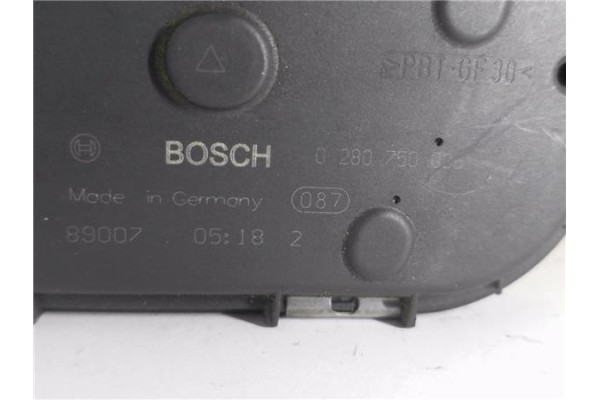 >PBT-GF30<
BOSCH 0 280 750
Made in Germany 087
89007 05:18 2